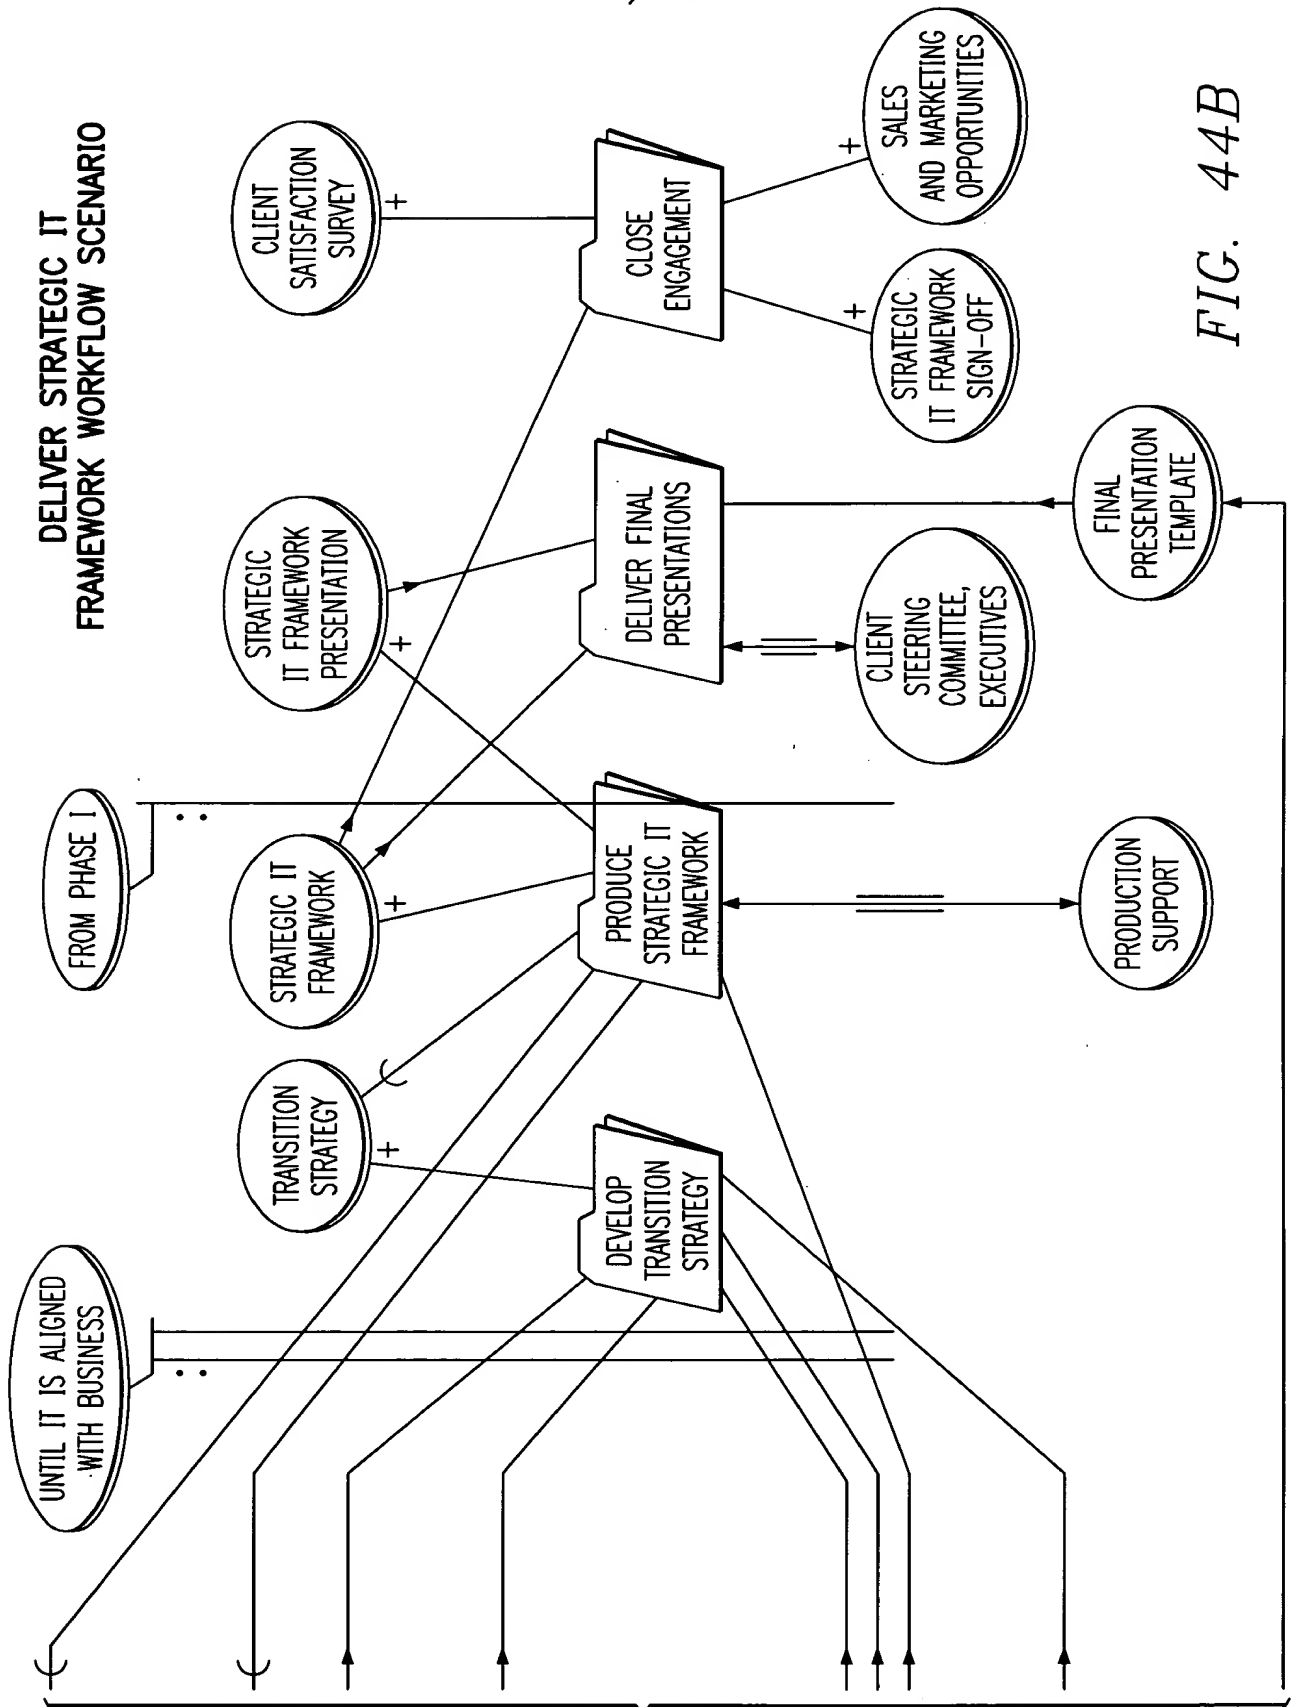 DELIVER STRATEGIC IT
FRAMEWORK WORKFLOW SCENARIO
UNTIL IT IS ALIGNED
WITH BUSINESS
FROM PHASE I
TRANSITION
STRATEGY
STRATEGIC IT
FRAMEWORK
STRATEGIC
IT FRAMEWORK
PRESENTATION
CLIENT
SATISFACTION
SURVEY
DEVELOP
TRANSITION
STRATEGY
PRODUCE
STRATEGIC IT
FRAMEWORK
DELIVER FINAL
PRESENTATIONS
CLOSE
ENGAGEMENT
CLIENT
STEERING
COMMITTEE,
EXECUTIVES
STRATEGIC
IT FRAMEWORK
SIGN-OFF
SALES
AND MARKETING
OPPORTUNITIES
PRODUCTION
SUPPORT
FINAL
PRESENTATION
TEMPLATE
FIG. 44B